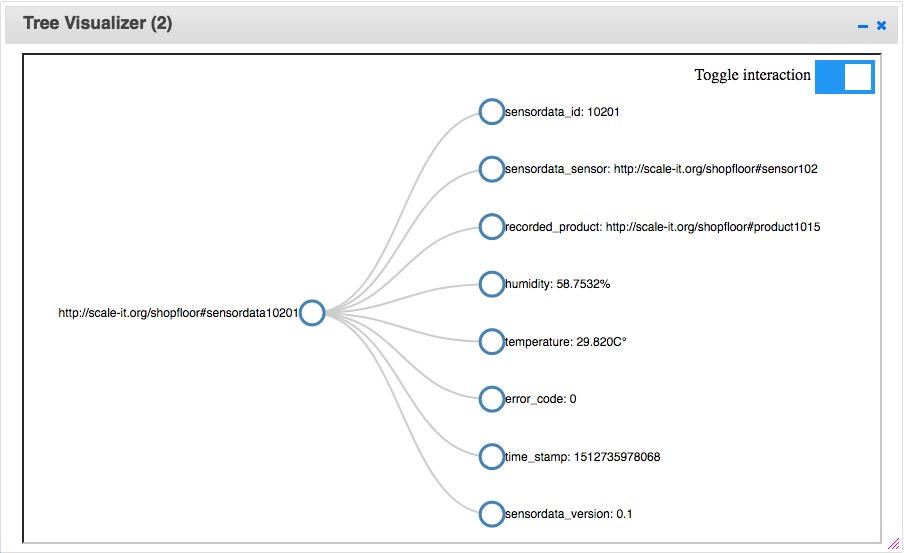 Tree Visualizer (2)
Toggle interaction
sensordata_id: 10201
sensordata_sensor: http://scale-it.org/shopfloor#sensor102
recorded_product: http://scale-it.org/shopfloor#product1015
humidity: 58.7532%
http://scale-it.org/shopfloor#sensordata10201
temperature: 29.820C°
error_code: 0
time_stamp: 1512735978068
sensordata_version: 0.1